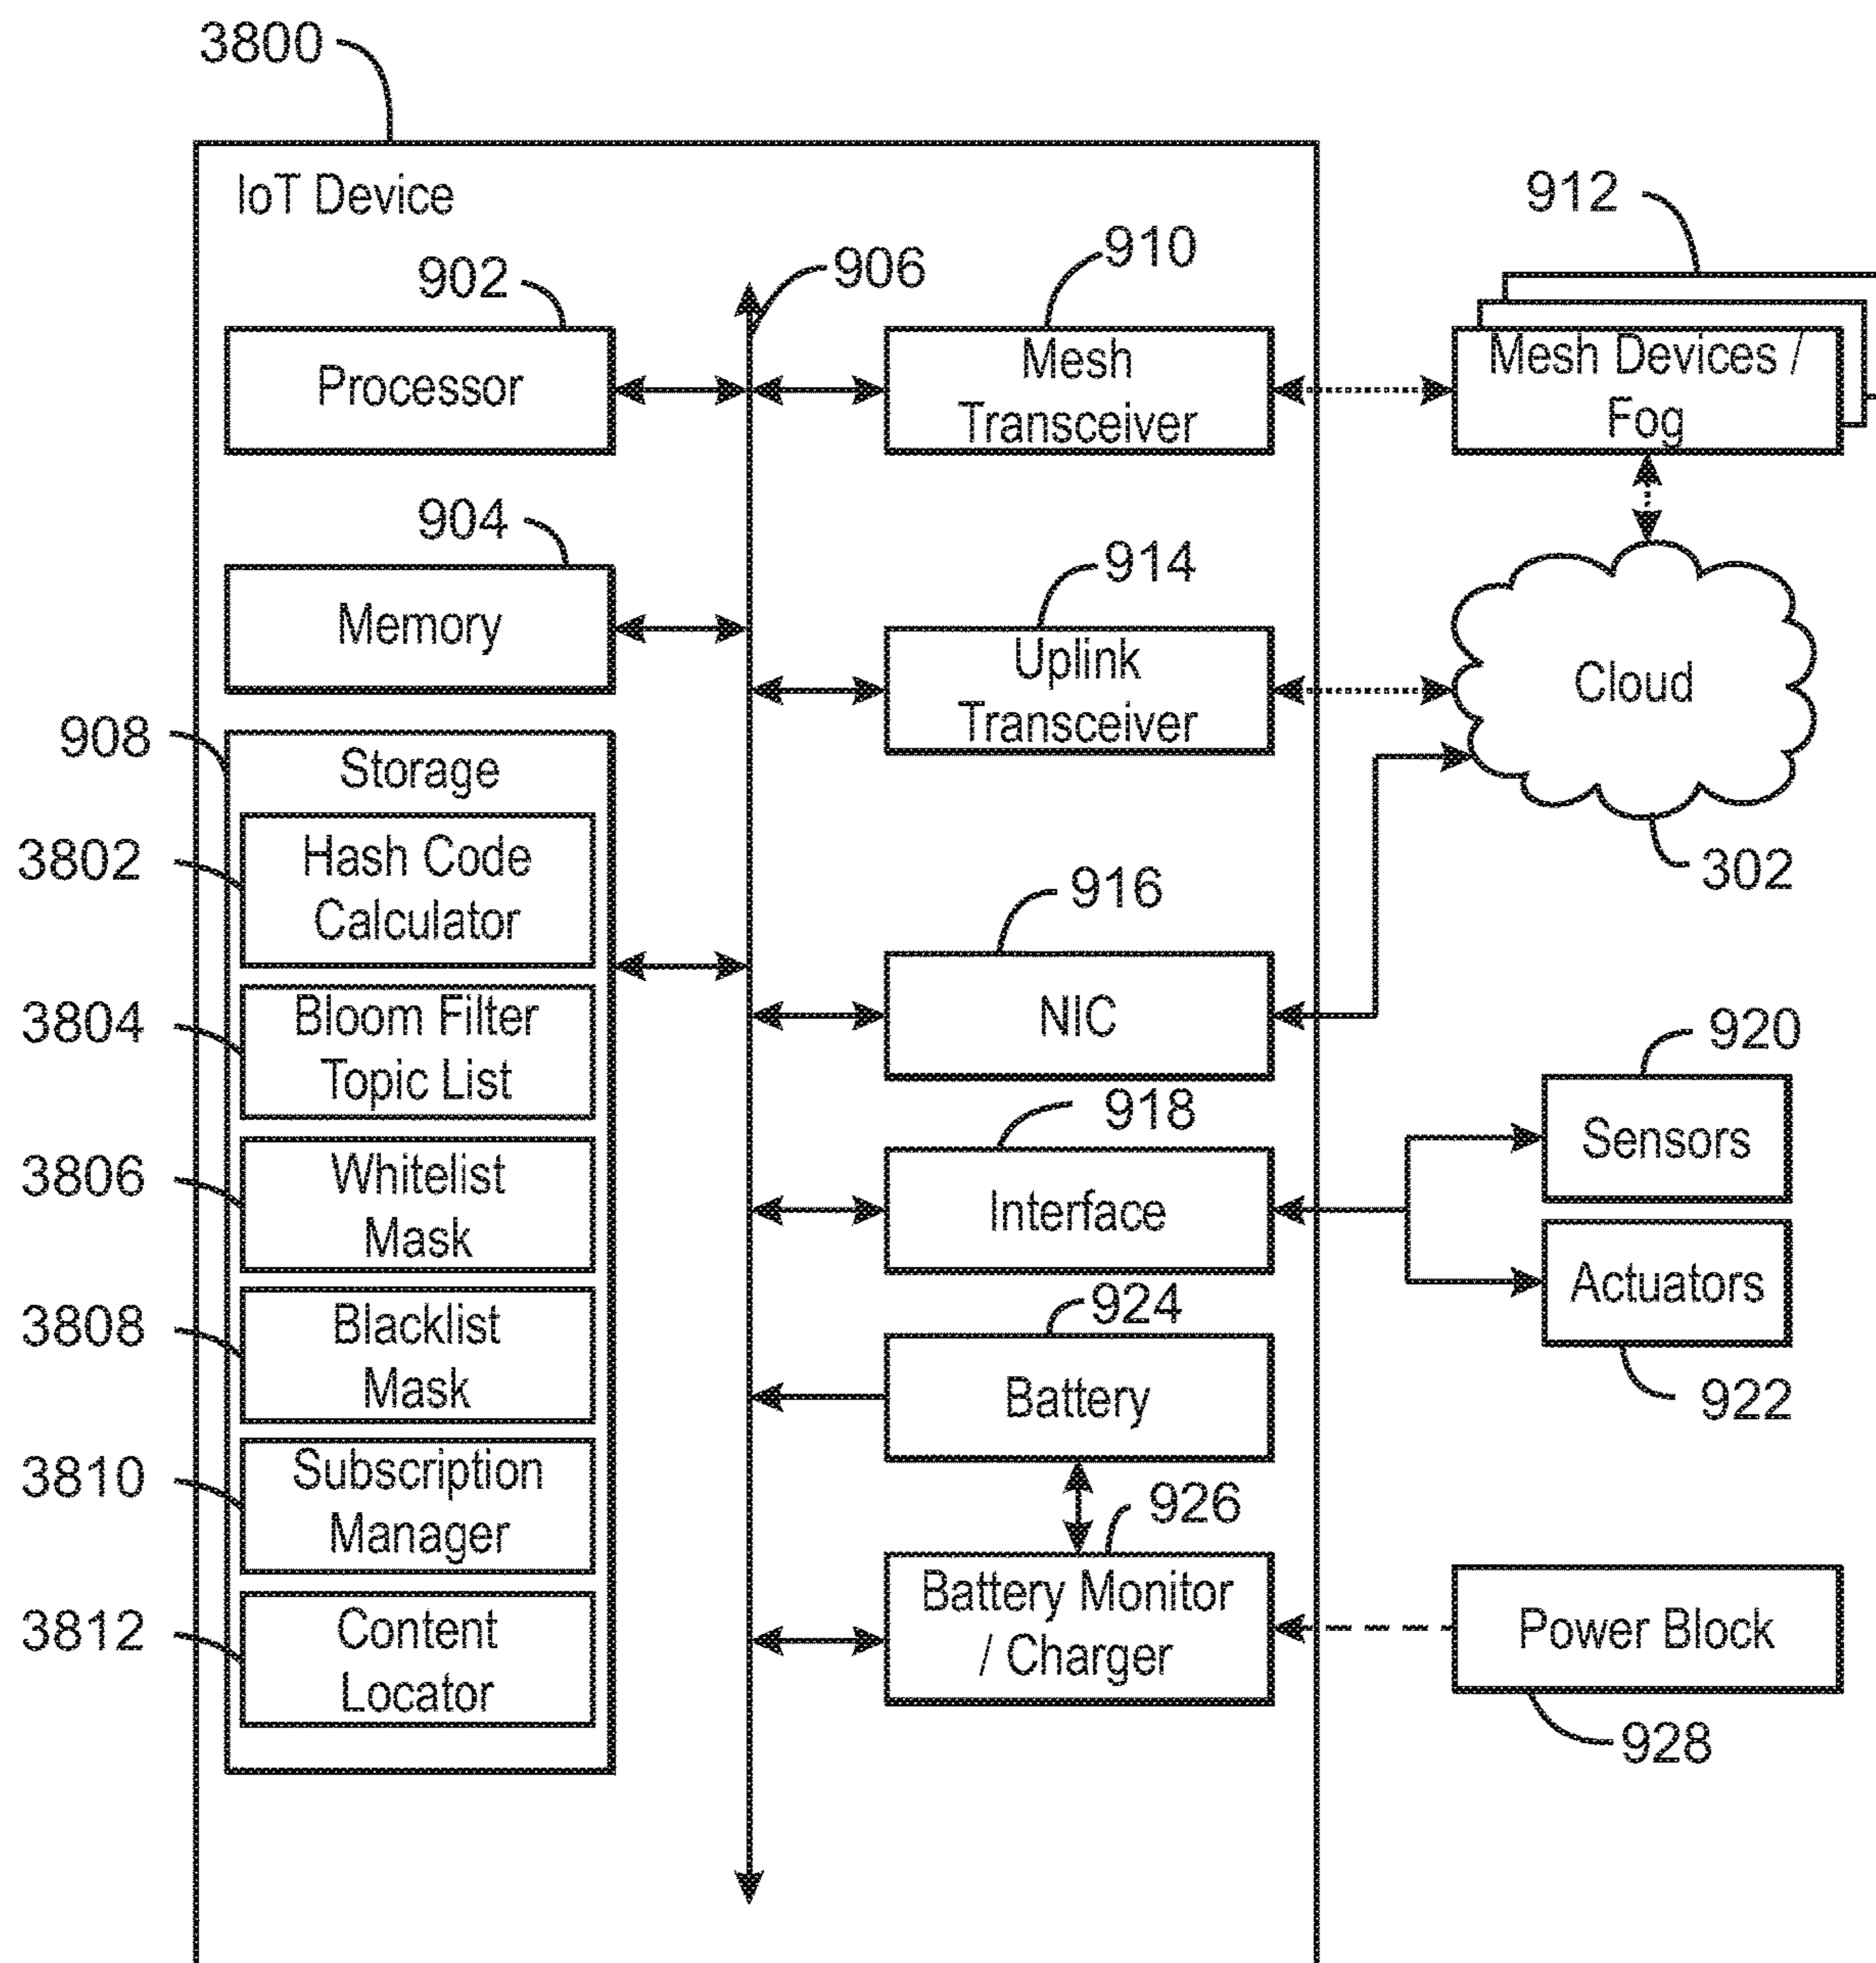 3800
IoT Device
912
910
906
902
Processor
Mesh
Transceiver
Mesh Devices /
Fog
904
914
Memory
Uplink
Transceiver
Cloud
908
Storage
3802
Hash Code
Calculator
302
916
3804
Bloom Filter
Topic List
NIC
920
918
Sensors
3806
Whitelist
Mask
Interface
Actuators
924
922
3808
Blacklist
Mask
Battery
3810
Subscription
Manager
926
Battery Monitor
/ Charger
Power Block
3812
Content
Locator
928